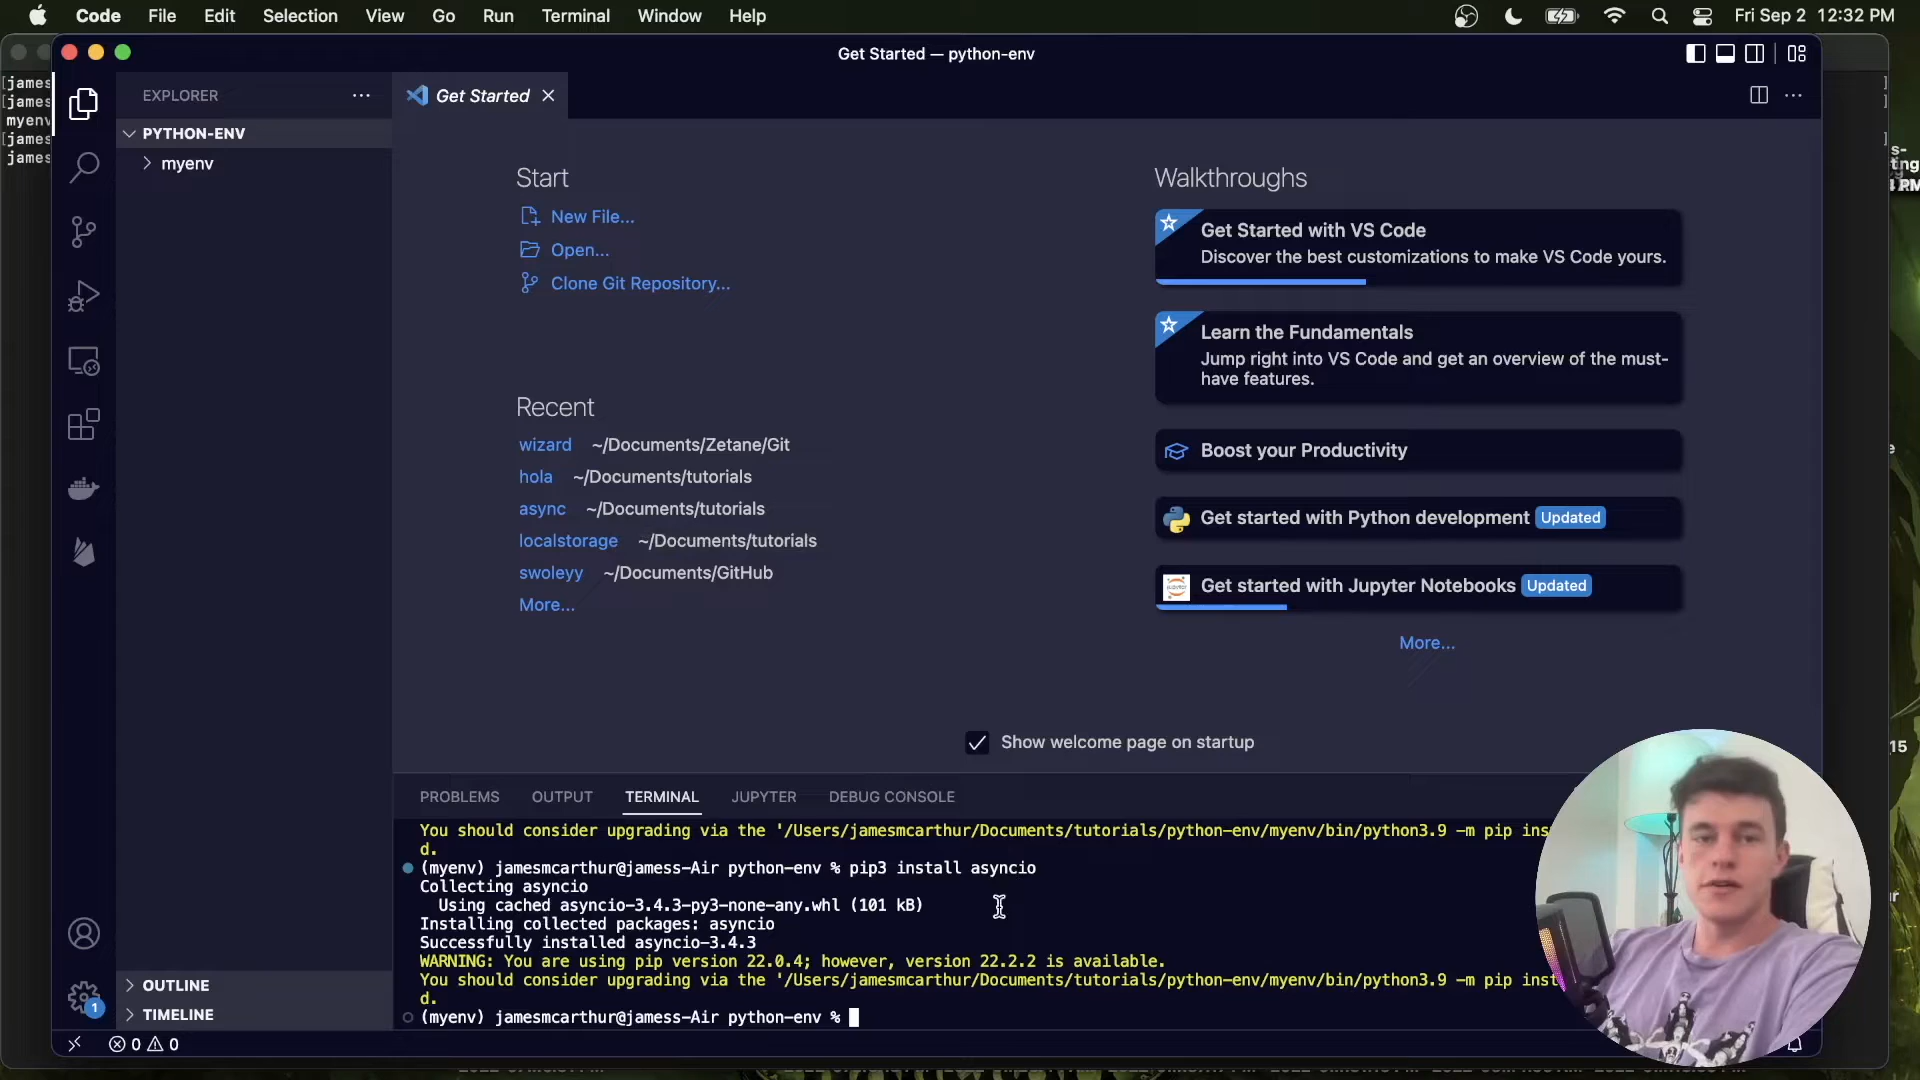 Code File Edit Selection View Go Run Terminal Window Help Fri Sep 2 12:32 PM
Get Started — python-env
[james
[james
myenv
[james
james
EXPLORER
PYTHON-ENV
myenv
OUTLINE
TIMELINE
1
Get Started
Start
New File...
Open...
Clone Git Repository...
Recent
wizard ~/Documents/Zetane/Git
hola ~/Documents/tutorials
async ~/Documents/tutorials
localstorage ~/Documents/tutorials
swoleyy ~/Documents/GitHub
More...
Walkthroughs
Get Started with VS Code
Discover the best customizations to make VS Code yours.
Learn the Fundamentals
Jump right into VS Code and get an overview of the must-
have features.
Boost your Productivity
Get started with Python development Updated
Get started with Jupyter Notebooks Updated
More...
Show welcome page on startup
PROBLEMS OUTPUT TERMINAL JUPYTER DEBUG CONSOLE
You should consider upgrading via the '/Users/jamesmcarthur/Documents/tutorials/python-env/myenv/bin/python3.9 -m pip ins
d.
(myenv) jamesmcarthur@jamess-Air python-env % pip3 install asyncio
Collecting asyncio
Using cached asyncio-3.4.3-py3-none-any.whl (101 kB)
Installing collected packages: asyncio
Successfully installed asyncio-3.4.3
WARNING: You are using pip version 22.0.4; however, version 22.2.2 is available.
You should consider upgrading via the '/Users/jamesmcarthur/Documents/tutorials/python-env/myenv/bin/python3.9 -m pip inst
d.
(myenv) jamesmcarthur@jamess-Air python-env %
0 0
15